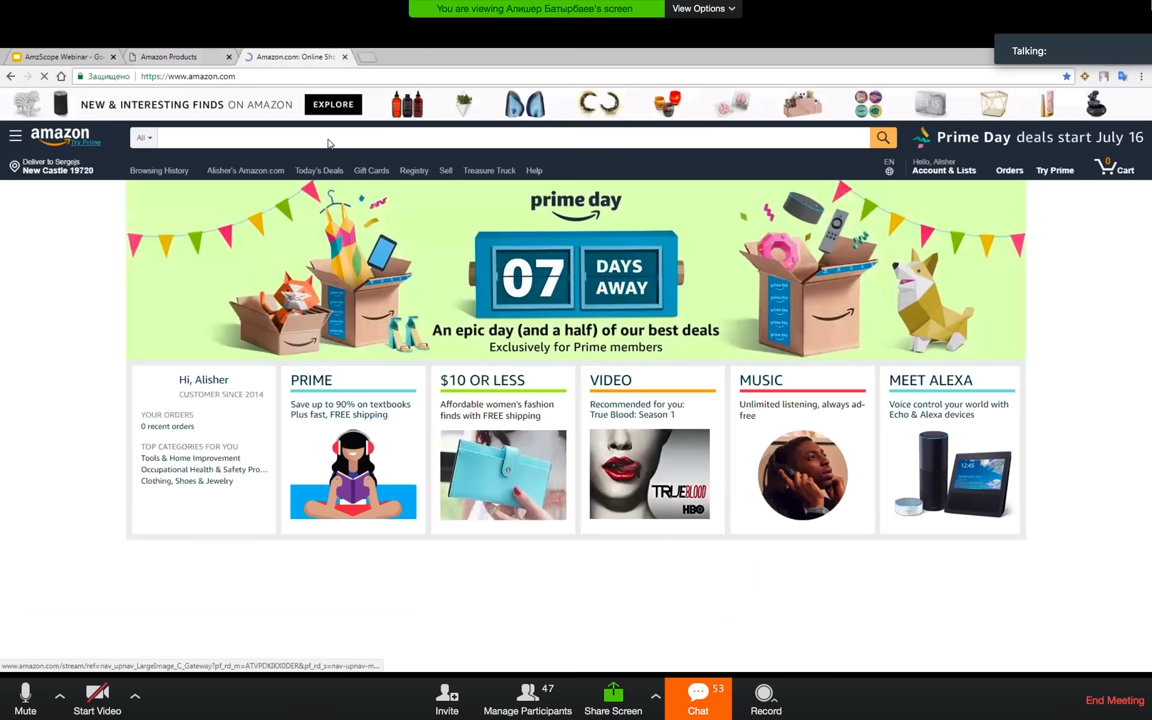 You are viewing Алишер Батырбаев's screen
View Options
Talking:
AmzScope Webinar - Go
Amazon Products
Amazon.com: Online Sho
Защищено
https://www.amazon.com
NEW & INTERESTING FINDS ON AMAZON
EXPLORE
amazon
Try Prime
All
Prime Day deals start July 16
Deliver to Sergejs
New Castle 19720
Browsing History
Alisher's Amazon.com
Today's Deals
Gift Cards
Registry
Sell
Treasure Truck
Help
EN
Hello, Alisher
Account & Lists
Orders
Try Prime
0
Cart
prime day
07
DAYS
AWAY
An epic day (and a half) of our best deals
Exclusively for Prime members
Hi, Alisher
CUSTOMER SINCE 2014
YOUR ORDERS
0 recent orders
TOP CATEGORIES FOR YOU
Tools & Home Improvement
Occupational Health & Safety Pro...
Clothing, Shoes & Jewelry
PRIME
Save up to 90% on textbooks
Plus fast, FREE shipping
$10 OR LESS
Affordable women's fashion
finds with FREE shipping
VIDEO
Recommended for you:
True Blood: Season 1
TRUEBLOOD
HBO
MUSIC
Unlimited listening, always ad-
free
MEET ALEXA
Voice control your world with
Echo & Alexa devices
12:45
www.amazon.com/stream/ref=nav_upnav_LargeImage_C_Gateway?pf_rd_m=ATVPDKIKX0DER&pf_rd_s=nav-upnav-m...
Mute
Start Video
Invite
47
Manage Participants
Share Screen
53
Chat
Record
End Meeting